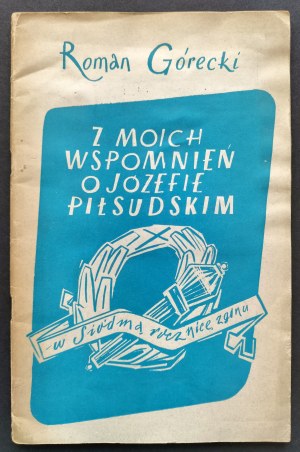 Roman Górecki
Z MOICH
WSPOMNIEŃ
O JÓZEFIE
PIŁSUDSKIM
w siódmą rocznicę zgonu